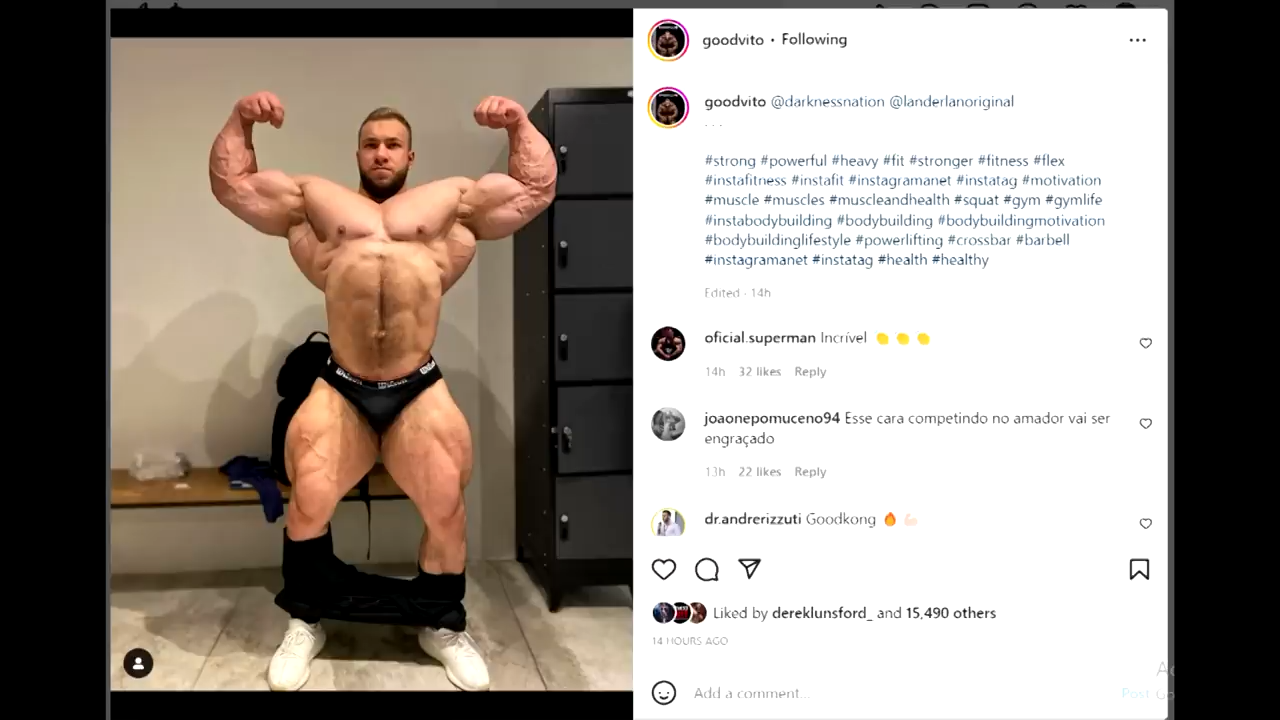 goodvito • Following
goodvito @darknessnation @landerlanoriginal
. . .
#strong #powerful #heavy #fit #stronger #fitness #flex
#instafitness #instafit #instagramanet #instatag #motivation
#muscle #muscles #muscleandhealth #squat #gym #gymlife
#instabodybuilding #bodybuilding #bodybuildingmotivation
#bodybuildinglifestyle #powerlifting #crossbar #barbell
#instagramanet #instatag #health #healthy
Edited · 14h
oficial.superman Incrível 👏 👏 👏
14h 32 likes Reply
joaonepomuceno94 Esse cara competindo no amador vai ser
engraçado
13h 22 likes Reply
dr.andrerizzuti Goodkong 🔥 💪🏻
Liked by dereklunsford_ and 15,490 others
14 HOURS AGO
Add a comment...
Post